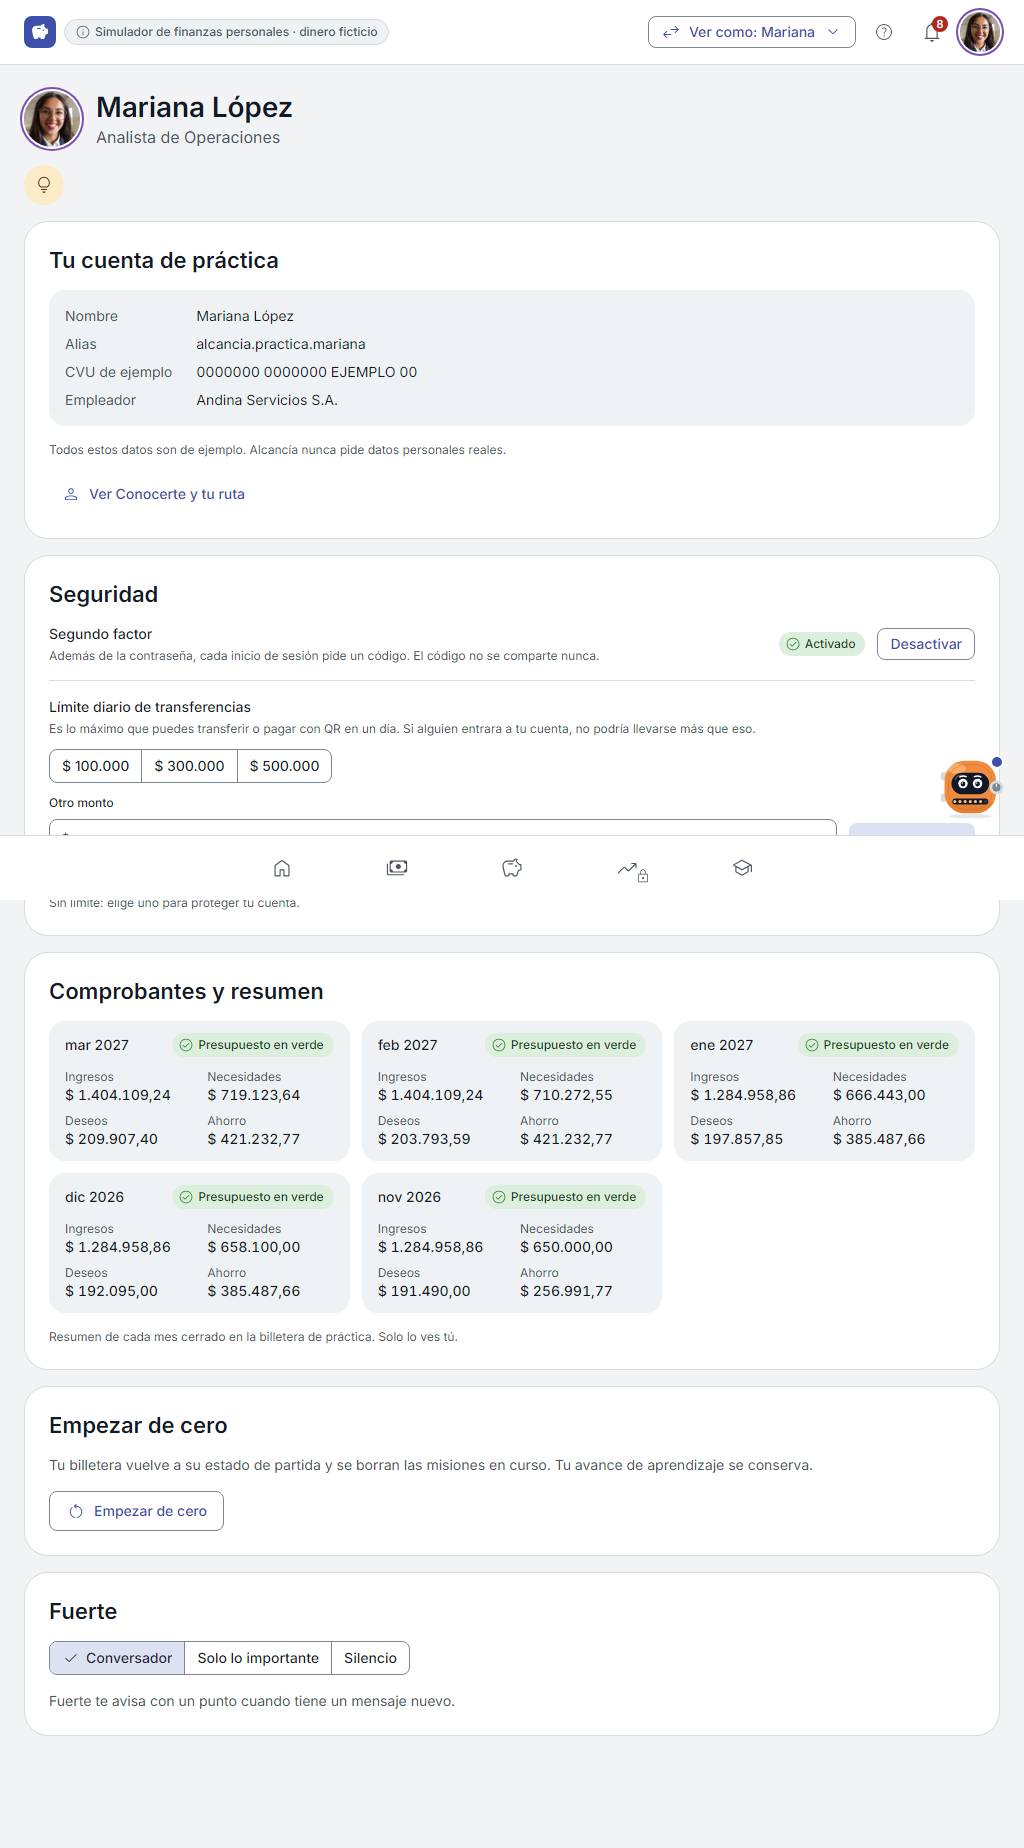 Simulador de finanzas personales · dinero ficticio
Ver como: Mariana
8
Mariana López
Analista de Operaciones
Tu cuenta de práctica
Nombre Mariana López
Alias alcancia.practica.mariana
CVU de ejemplo 0000000 0000000 EJEMPLO 00
Empleador Andina Servicios S.A.
Todos estos datos son de ejemplo. Alcancía nunca pide datos personales reales.
Ver Conocerte y tu ruta
Seguridad
Segundo factor
Además de la contraseña, cada inicio de sesión pide un código. El código no se comparte nunca.
Activado
Desactivar
Límite diario de transferencias
Es lo máximo que puedes transferir o pagar con QR en un día. Si alguien entrara a tu cuenta, no podría llevarse más que eso.
$ 100.000 $ 300.000 $ 500.000
Otro monto
Sin límite: elige uno para proteger tu cuenta.
Comprobantes y resumen
mar 2027 Presupuesto en verde
Ingresos Necesidades
$ 1.404.109,24 $ 719.123,64
Deseos Ahorro
$ 209.907,40 $ 421.232,77
feb 2027 Presupuesto en verde
Ingresos Necesidades
$ 1.404.109,24 $ 710.272,55
Deseos Ahorro
$ 203.793,59 $ 421.232,77
ene 2027 Presupuesto en verde
Ingresos Necesidades
$ 1.284.958,86 $ 666.443,00
Deseos Ahorro
$ 197.857,85 $ 385.487,66
dic 2026 Presupuesto en verde
Ingresos Necesidades
$ 1.284.958,86 $ 658.100,00
Deseos Ahorro
$ 192.095,00 $ 385.487,66
nov 2026 Presupuesto en verde
Ingresos Necesidades
$ 1.284.958,86 $ 650.000,00
Deseos Ahorro
$ 191.490,00 $ 256.991,77
Resumen de cada mes cerrado en la billetera de práctica. Solo lo ves tú.
Empezar de cero
Tu billetera vuelve a su estado de partida y se borran las misiones en curso. Tu avance de aprendizaje se conserva.
Empezar de cero
Fuerte
Conversador Solo lo importante Silencio
Fuerte te avisa con un punto cuando tiene un mensaje nuevo.